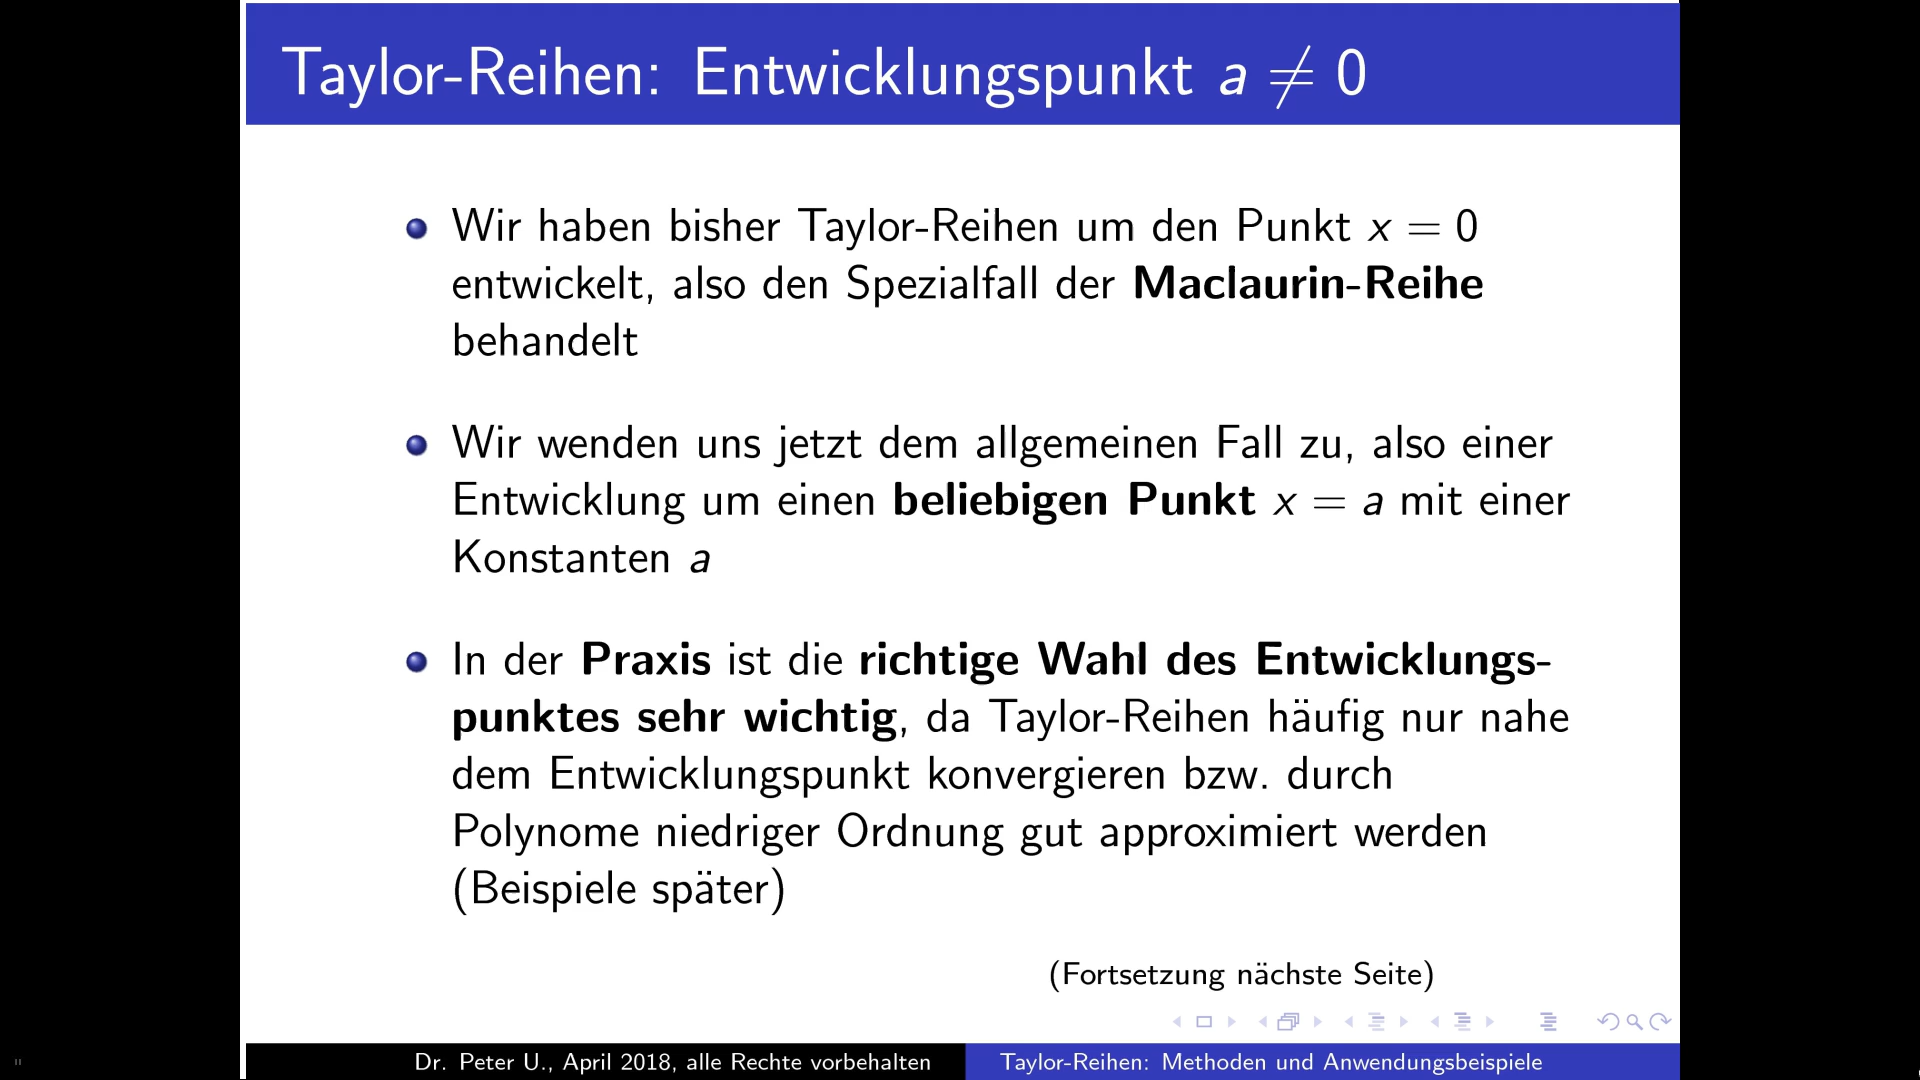 Taylor-Reihen: Entwicklungspunkt a ≠ 0
Wir haben bisher Taylor-Reihen um den Punkt x = 0
entwickelt, also den Spezialfall der Maclaurin-Reihe
behandelt
Wir wenden uns jetzt dem allgemeinen Fall zu, also einer
Entwicklung um einen beliebigen Punkt x = a mit einer
Konstanten a
In der Praxis ist die richtige Wahl des Entwicklungs-
punktes sehr wichtig, da Taylor-Reihen häufig nur nahe
dem Entwicklungspunkt konvergieren bzw. durch
Polynome niedriger Ordnung gut approximiert werden
(Beispiele später)
(Fortsetzung nächste Seite)
Dr. Peter U., April 2018, alle Rechte vorbehalten
Taylor-Reihen: Methoden und Anwendungsbeispiele